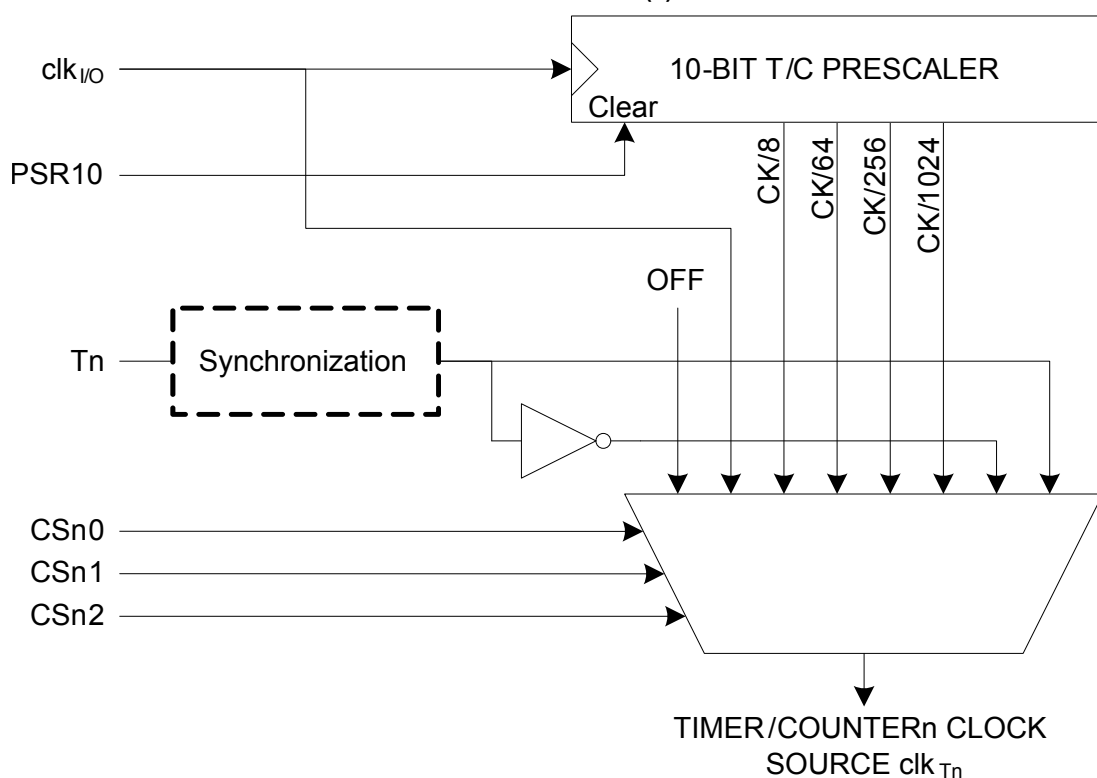 clkI/O
10-BIT T/C PRESCALER
Clear
PSR10
CK/8
CK/64
CK/256
CK/1024
OFF
Tn
Synchronization
CSn0
CSn1
CSn2
TIMER/COUNTERn CLOCK
SOURCE clkTn